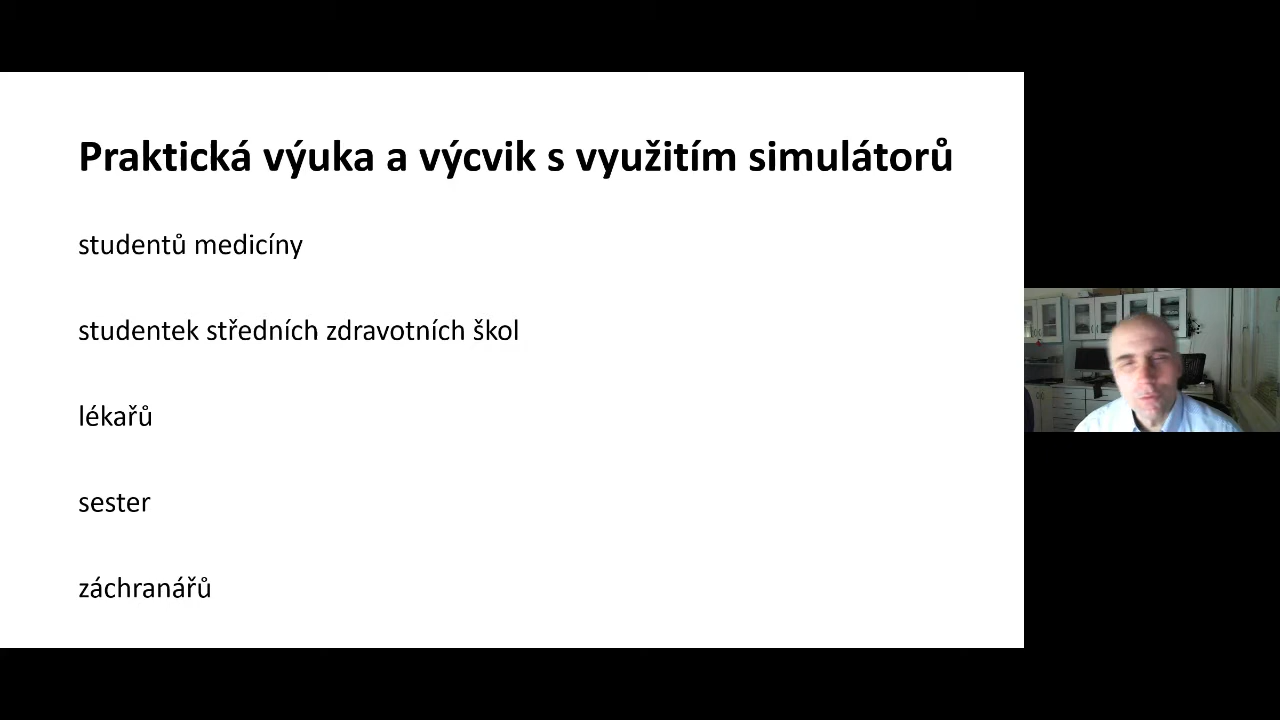 Praktická výuka a výcvik s využitím simulátorů
studentů medicíny
studentek středních zdravotních škol
lékařů
sester
záchranářů